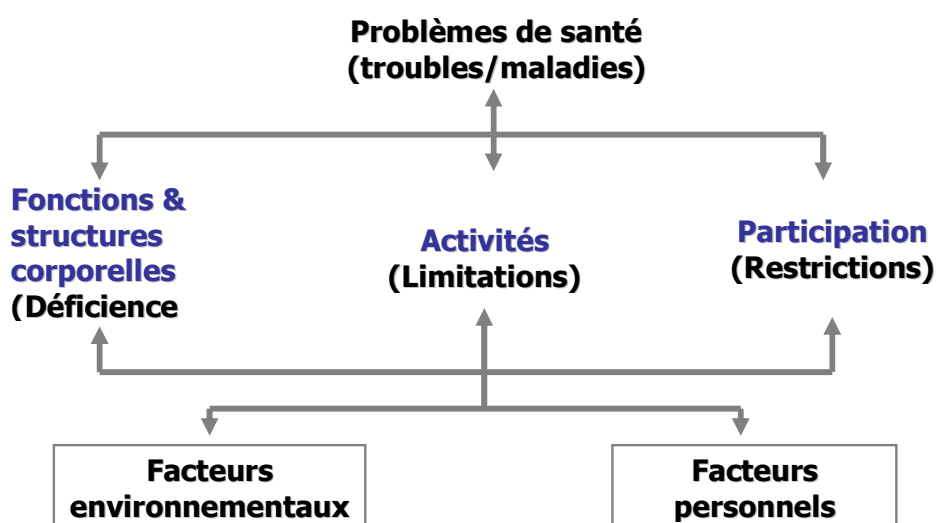 Problèmes de santé
(troubles/maladies)
Fonctions &
structures
corporelles
(Déficience
Activités
(Limitations)
Participation
(Restrictions)
Facteurs
environnementaux
Facteurs
personnels